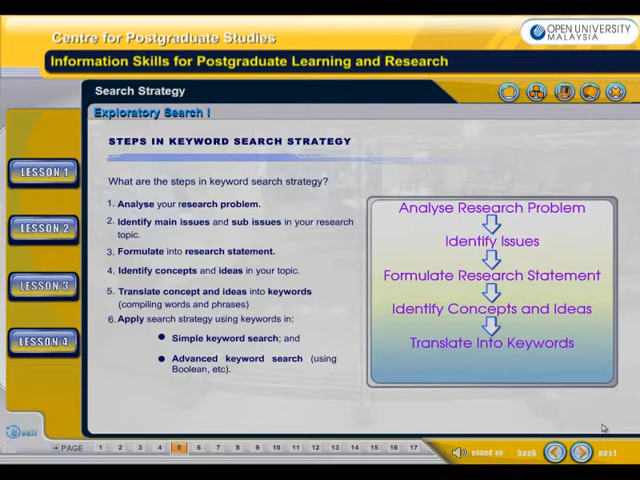 Centre for Postgraduate Studies
OPEN UNIVERSITY
MALAYSIA
Information Skills for Postgraduate Learning and Research
Search Strategy
Exploratory Search I
STEPS IN KEYWORD SEARCH STRATEGY
LESSON 1
LESSON 2
LESSON 3
LESSON 4
What are the steps in keyword search strategy?
1. Analyse your research problem.
2. Identify main issues and sub issues in your research
topic.
3. Formulate into research statement.
4. Identify concepts and ideas in your topic.
5. Translate concept and ideas into keywords
(compiling words and phrases)
6. Apply search strategy using keywords in:
● Simple keyword search; and
● Advanced keyword search (using
Boolean, etc).
Analyse Research Problem
Identify Issues
Formulate Research Statement
Identify Concepts and Ideas
Translate Into Keywords
PAGE 1 2 3 4 5 6 7 8 9 10 11 12 13 14 15 16 17
sound on
back
next